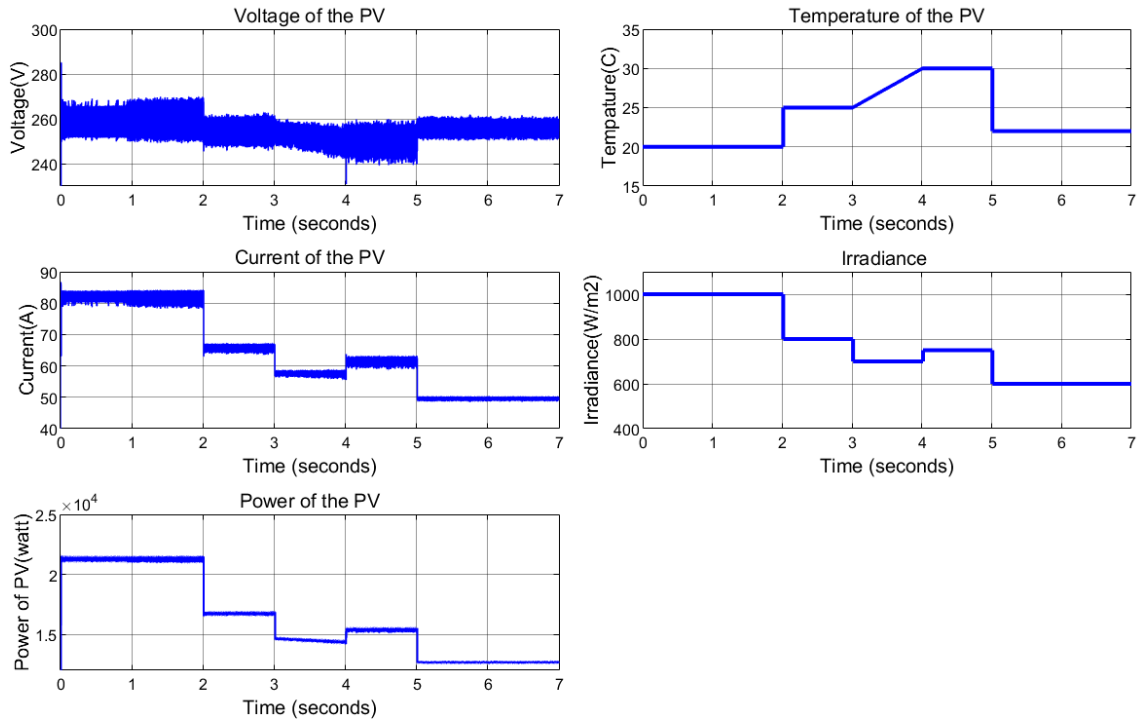 Voltage of the PV
300
280
260
240
Voltage(V)
0 1 2 3 4 5 6 7
Time (seconds)
Temperature of the PV
35
30
25
20
15
Tempature(C)
0 1 2 3 4 5 6 7
Time (seconds)
Current of the PV
90
80
70
60
50
40
Current(A)
0 1 2 3 4 5 6 7
Time (seconds)
Irradiance
1000
800
600
400
Irradiance(W/m2)
0 1 2 3 4 5 6 7
Time (seconds)
Power of the PV
×10⁴
2.5
2
1.5
Power of PV(watt)
0 1 2 3 4 5 6 7
Time (seconds)